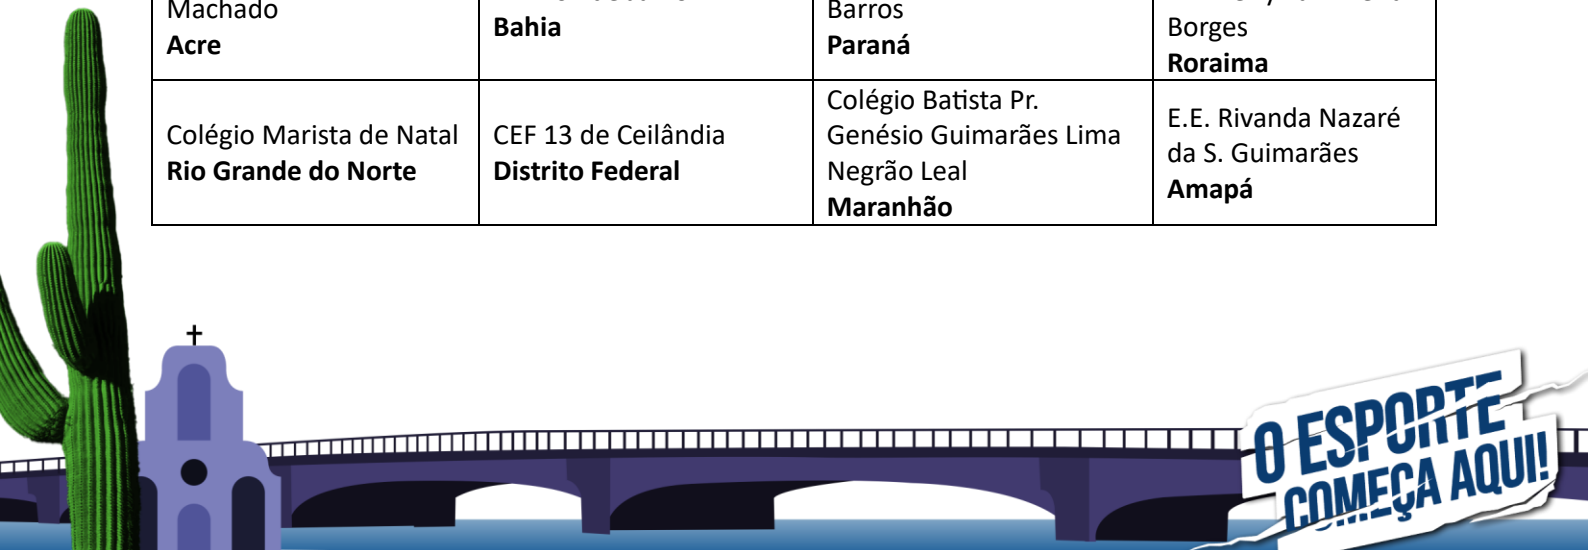 Machado
Acre
Bahia
Barros
Paraná
Borges
Roraima
Colégio Marista de Natal
Rio Grande do Norte
CEF 13 de Ceilândia
Distrito Federal
Colégio Batista Pr.
Genésio Guimarães Lima
Negrão Leal
Maranhão
E.E. Rivanda Nazaré
da S. Guimarães
Amapá
O ESPORTE
COMEÇA AQUI!